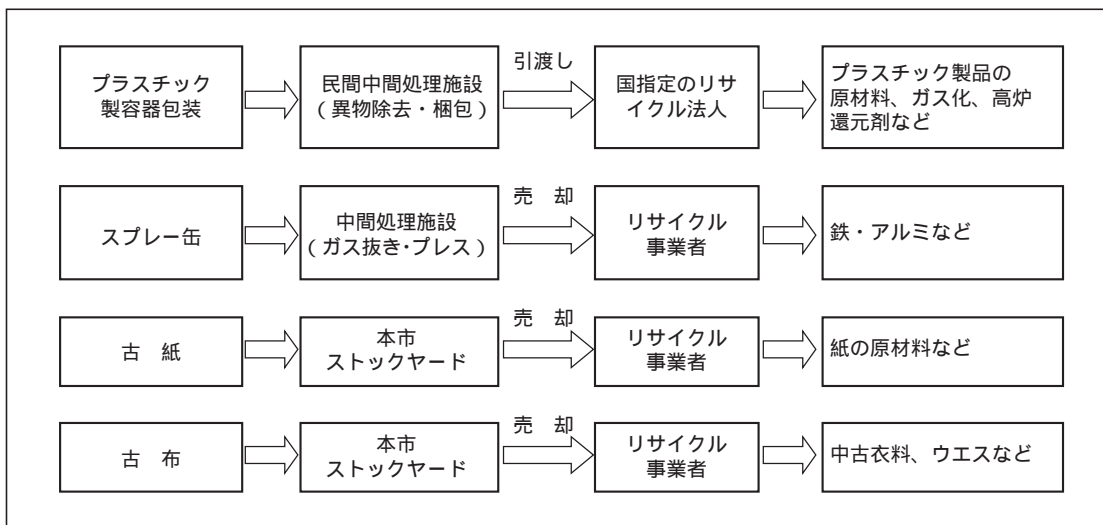 プラスチック
製容器包装
民間中間処理施設
(異物除去・梱包)
引渡し
国指定のリサ
イクル法人
プラスチック製品の
原材料、ガス化、高炉
還元剤など
スプレー缶
中間処理施設
(ガス抜き・プレス)
売 却
リサイクル
事業者
鉄・アルミなど
古 紙
本市
ストックヤード
売 却
リサイクル
事業者
紙の原材料など
古 布
本市
ストックヤード
売 却
リサイクル
事業者
中古衣料、ウエスなど